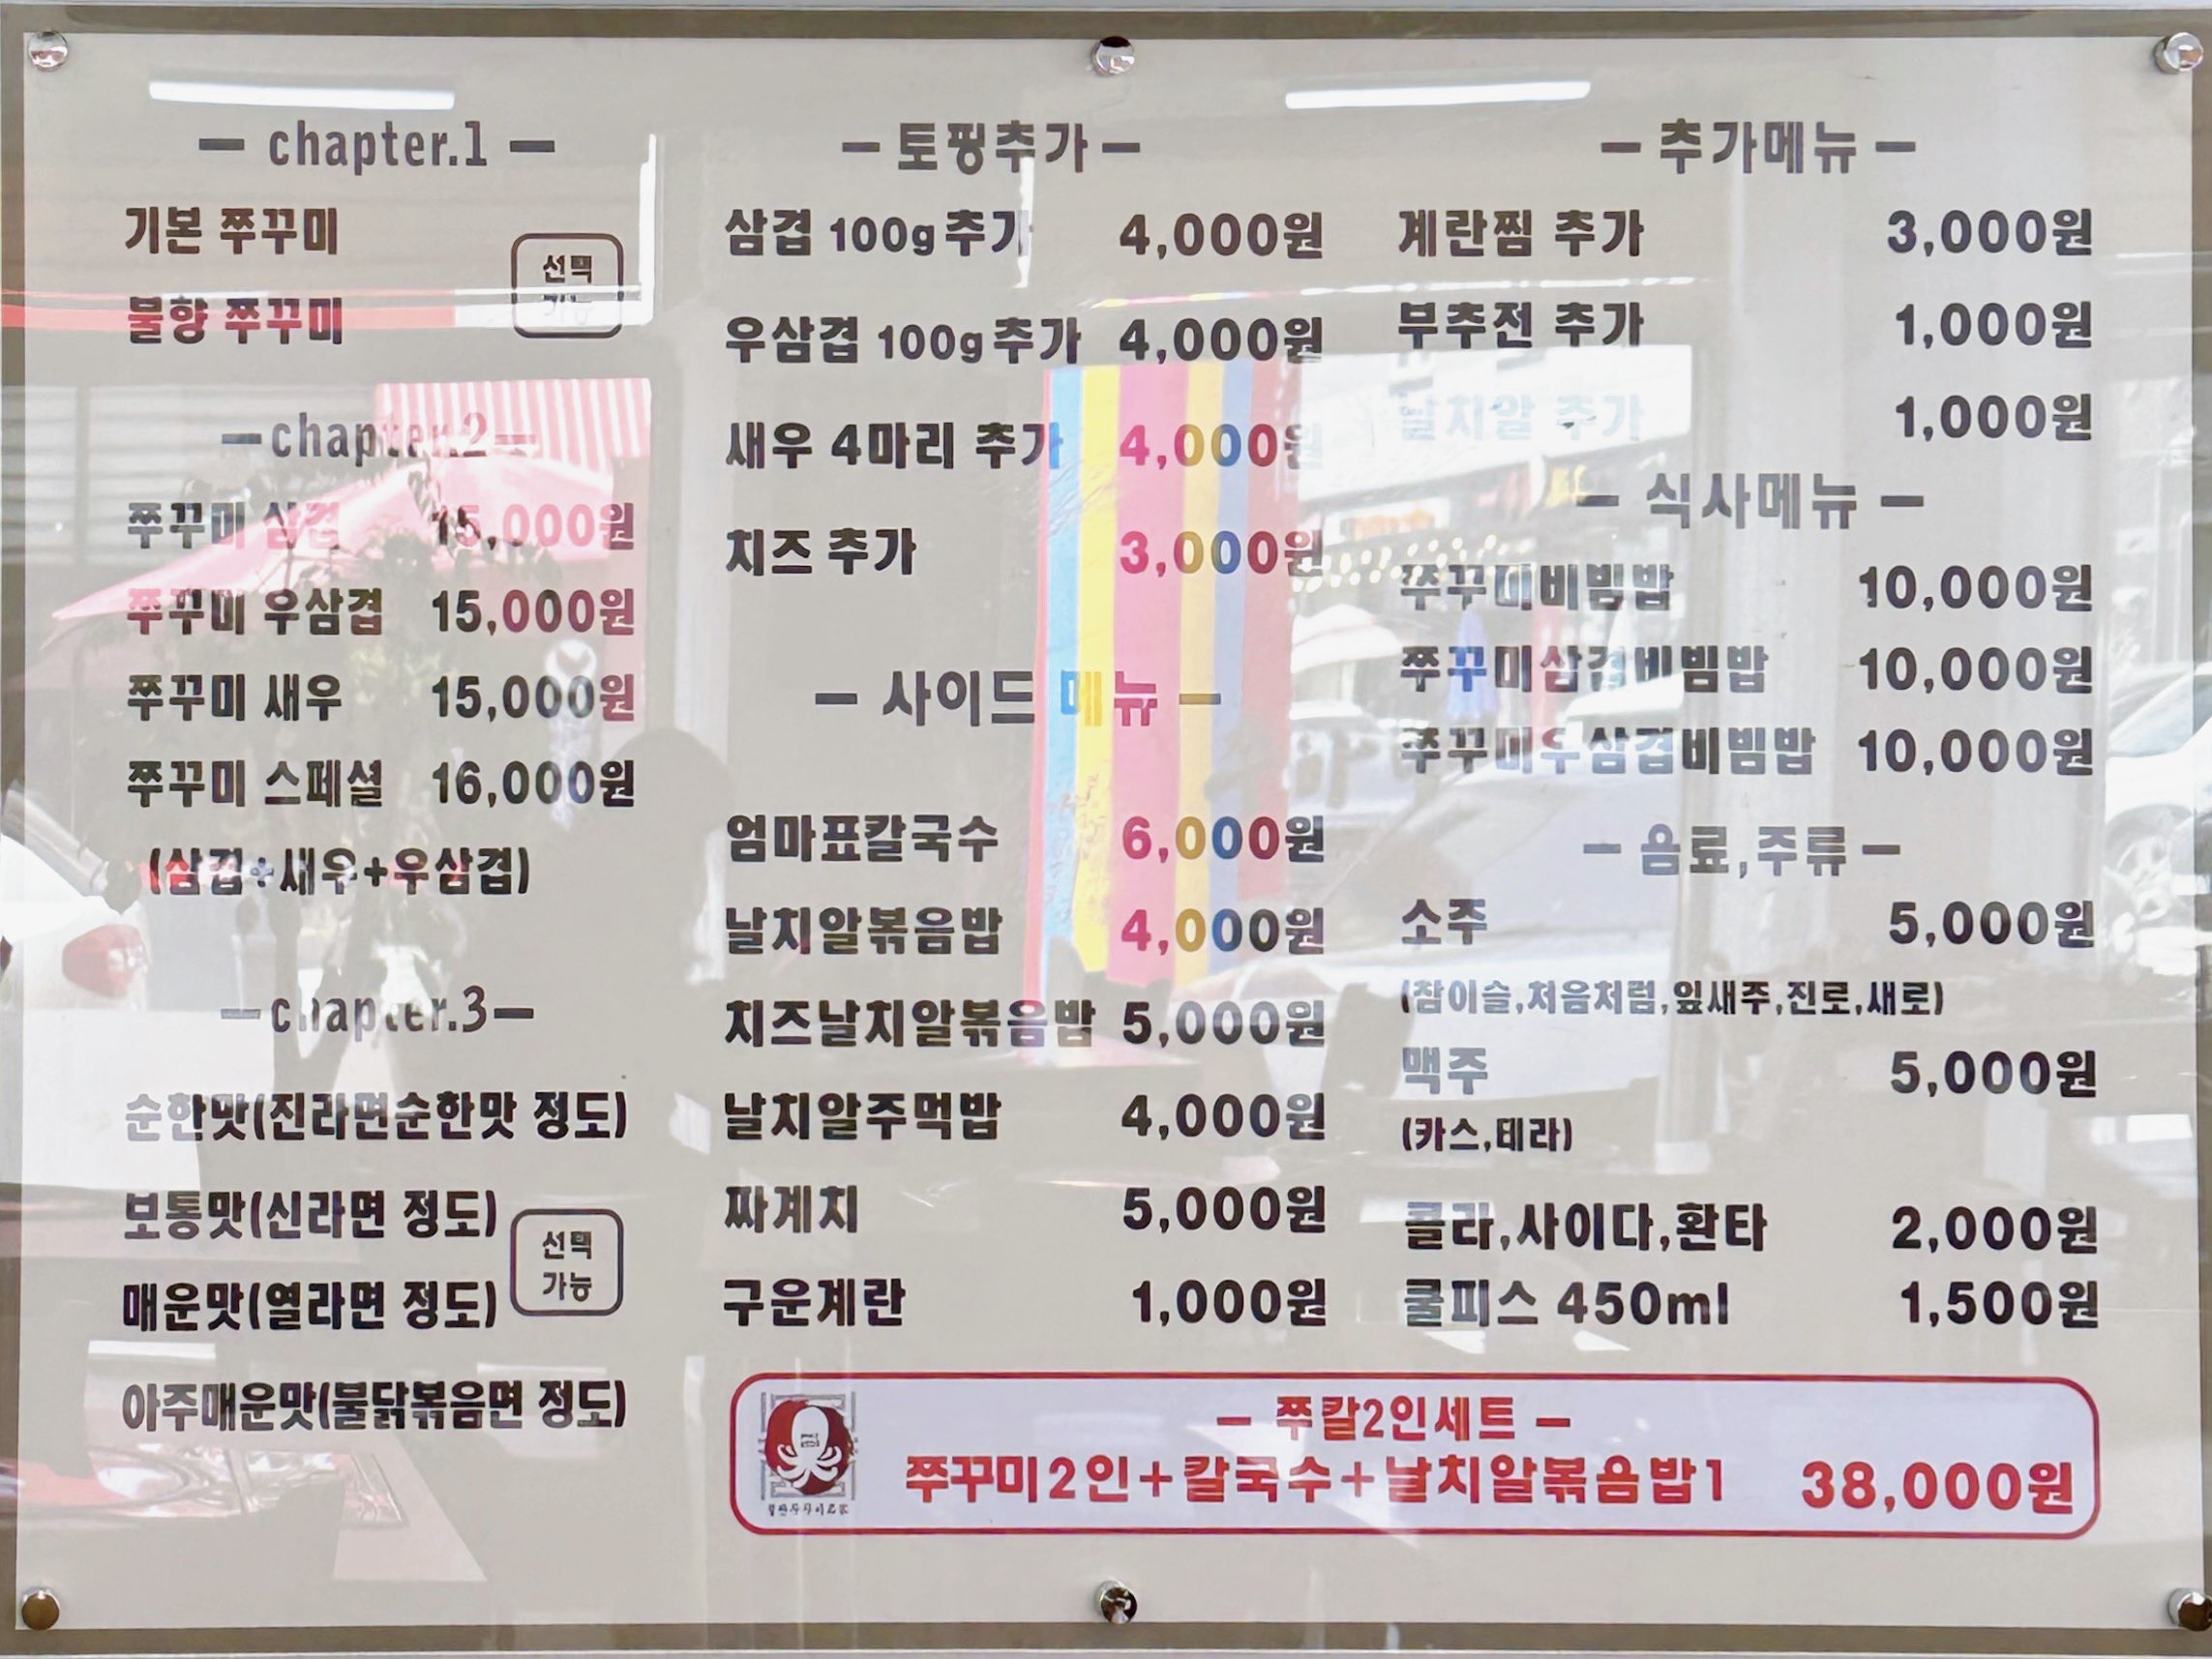 — chapter.1 —
기본 쭈꾸미
불향 쭈꾸미
선택
가능
—chapter.2—
쭈꾸미 삼겹 15,000원
쭈꾸미 우삼겹 15,000원
쭈꾸미 새우 15,000원
쭈꾸미 스페셜 16,000원
(삼겹+새우+우삼겹)
—chapter.3—
순한맛(진라면순한맛 정도)
보통맛(신라면 정도)
매운맛(열라면 정도)
선택
가능
아주매운맛(불닭볶음면 정도)
— 토핑추가 —
삼겹 100g추가 4,000원
우삼겹 100g추가 4,000원
새우 4마리 추가 4,000원
치즈 추가 3,000원
— 사이드 메뉴 —
엄마표칼국수 6,000원
날치알볶음밥 4,000원
치즈날치알볶음밥 5,000원
날치알주먹밥 4,000원
짜계치 5,000원
구운계란 1,000원
— 추가메뉴 —
계란찜 추가 3,000원
부추전 추가 1,000원
날치알 추가 1,000원
— 식사메뉴 —
쭈꾸미비빔밥 10,000원
쭈꾸미삼겹비빔밥 10,000원
쭈꾸미우삼겹비빔밥 10,000원
— 음료,주류 —
소주 5,000원
(참이슬,처음처럼,잎새주,진로,새로)
맥주 5,000원
(카스,테라)
콜라,사이다,환타 2,000원
쿨피스 450ml 1,500원
— 쭈칼2인세트 —
쭈꾸미2인+칼국수+날치알볶음밥1 38,000원